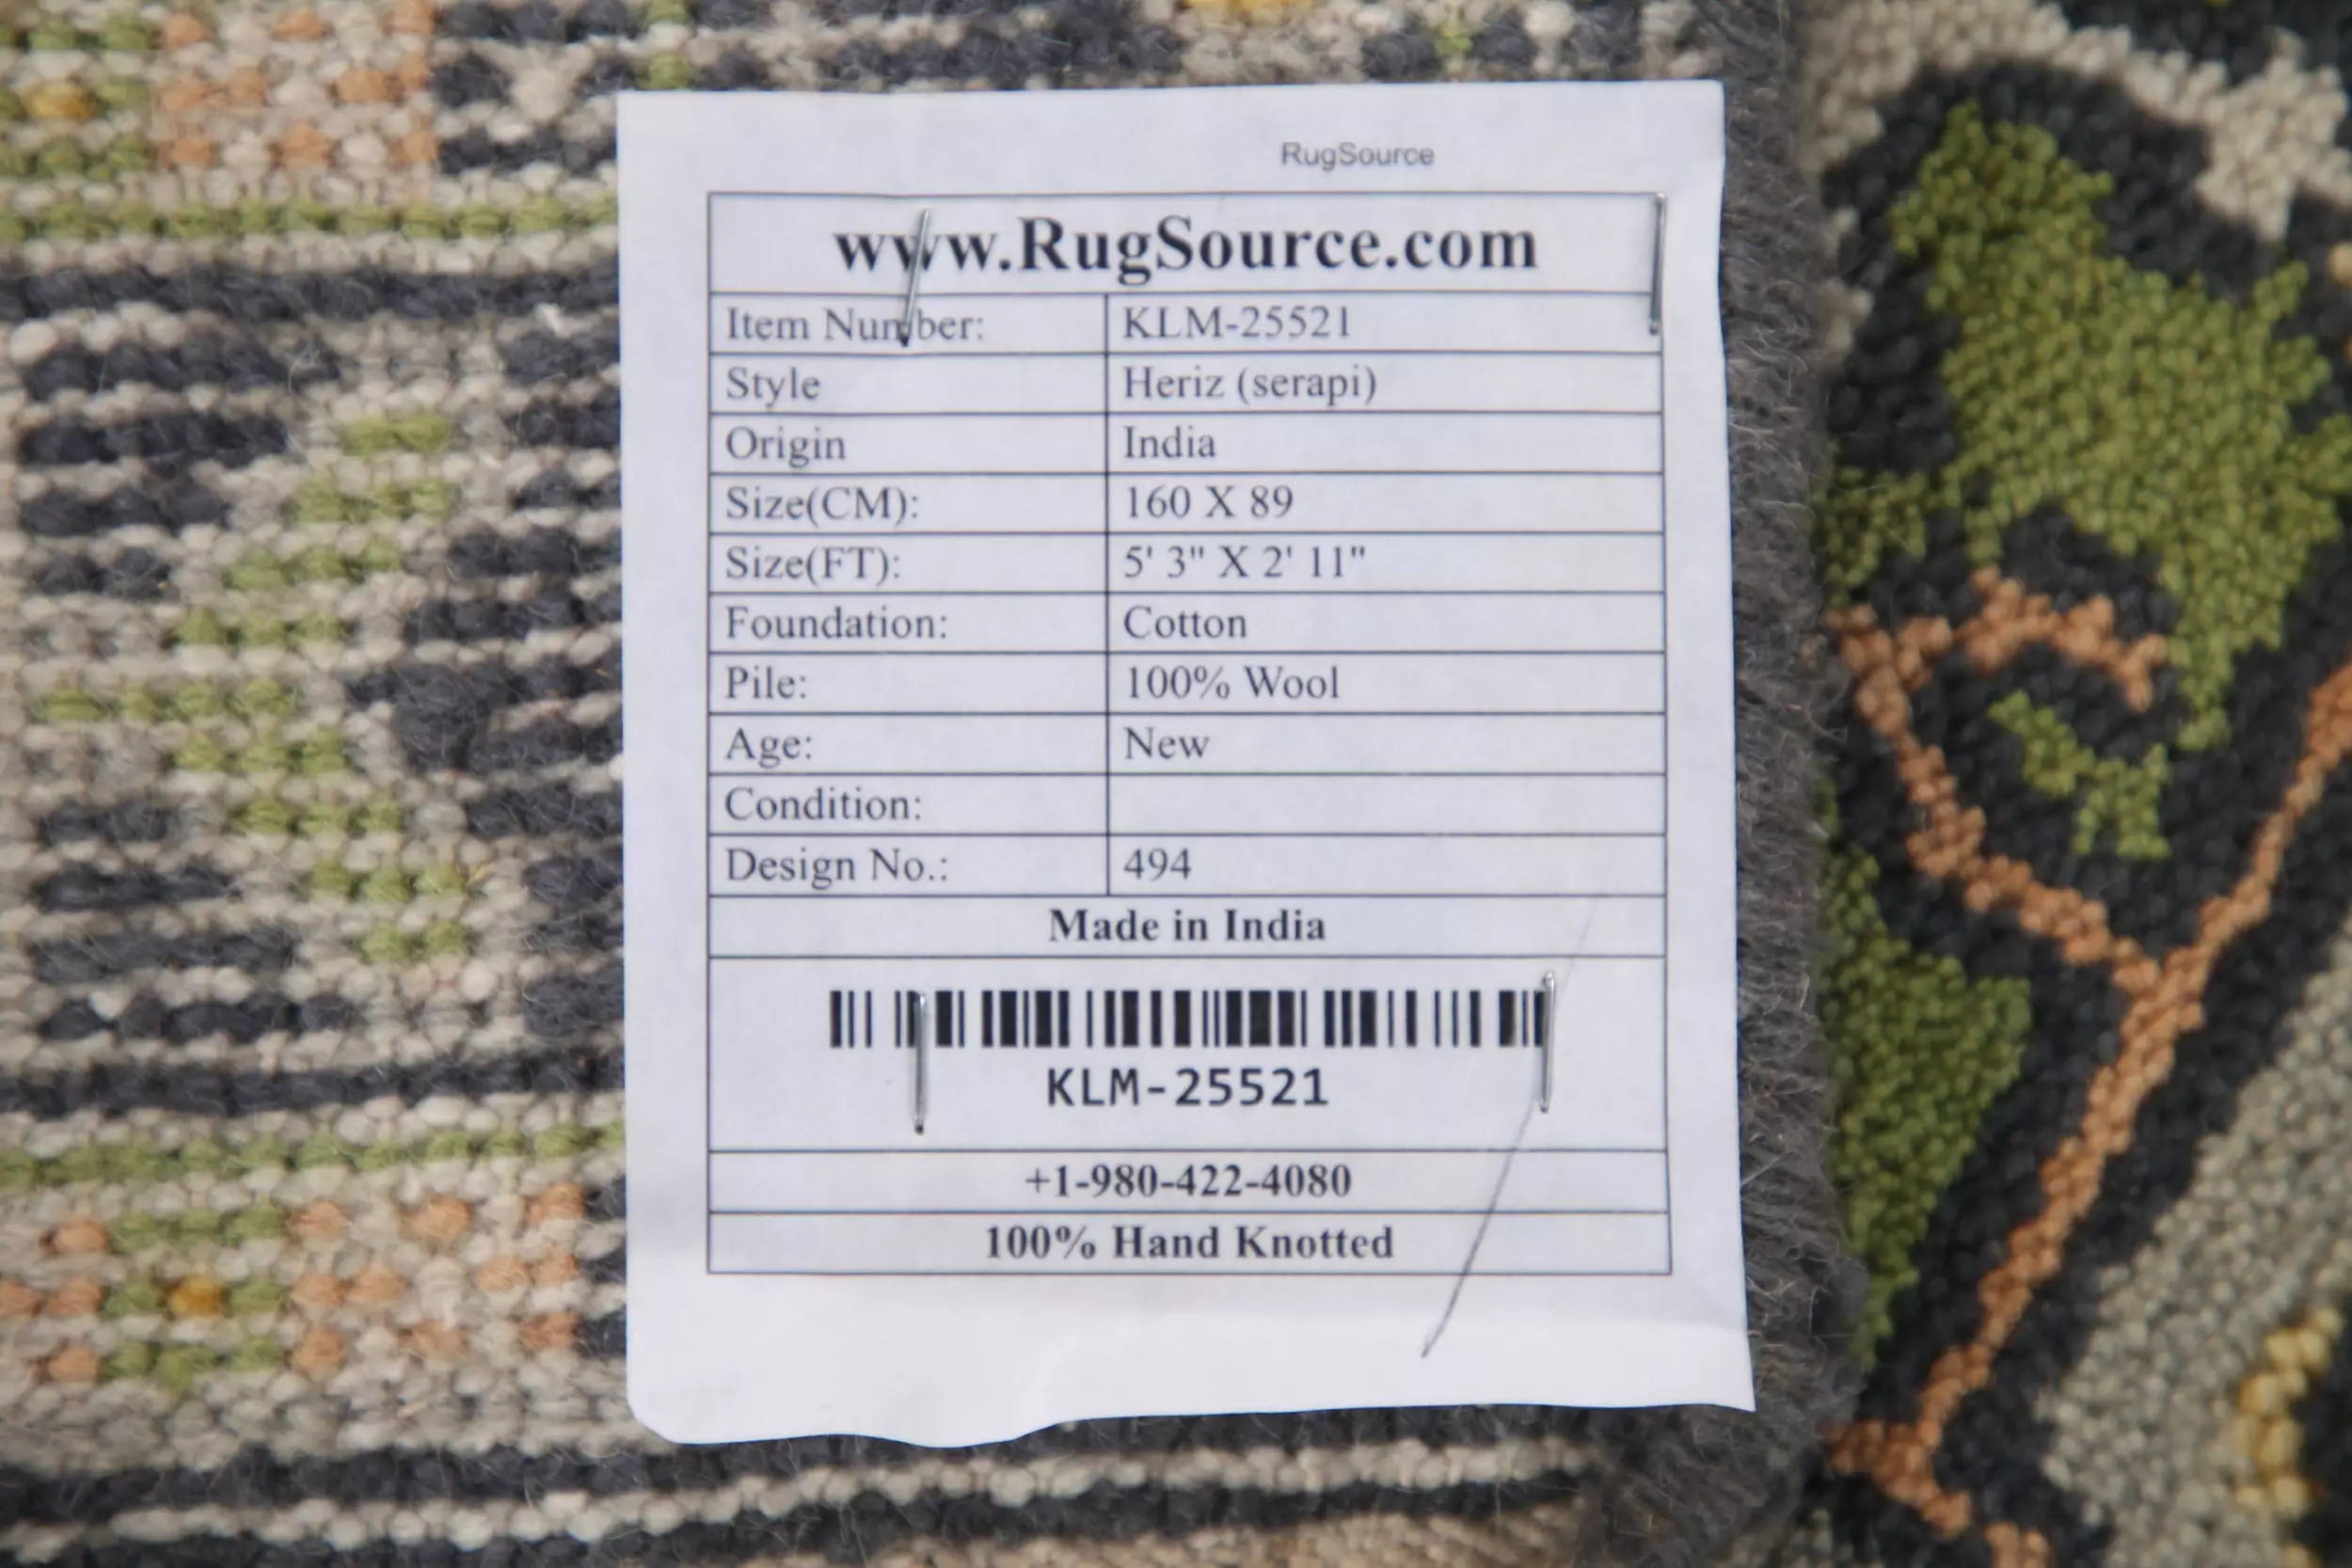 RugSource
www.RugSource.com
Item Number: KLM-25521
Style Heriz (serapi)
Origin India
Size(CM): 160 X 89
Size(FT): 5' 3" X 2' 11"
Foundation: Cotton
Pile: 100% Wool
Age: New
Condition:
Design No.: 494
Made in India
KLM-25521
+1-980-422-4080
100% Hand Knotted